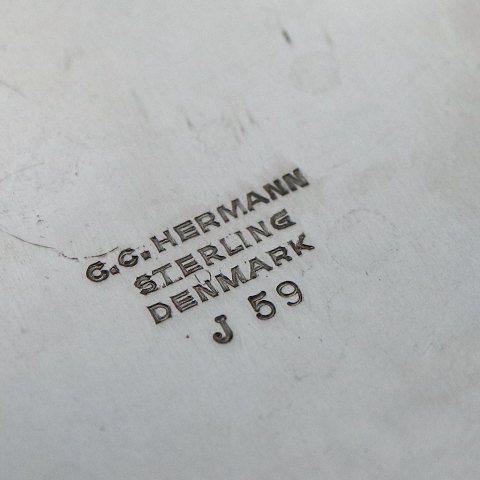 C.C. HERMANN
STERLING
DENMARK
J 59